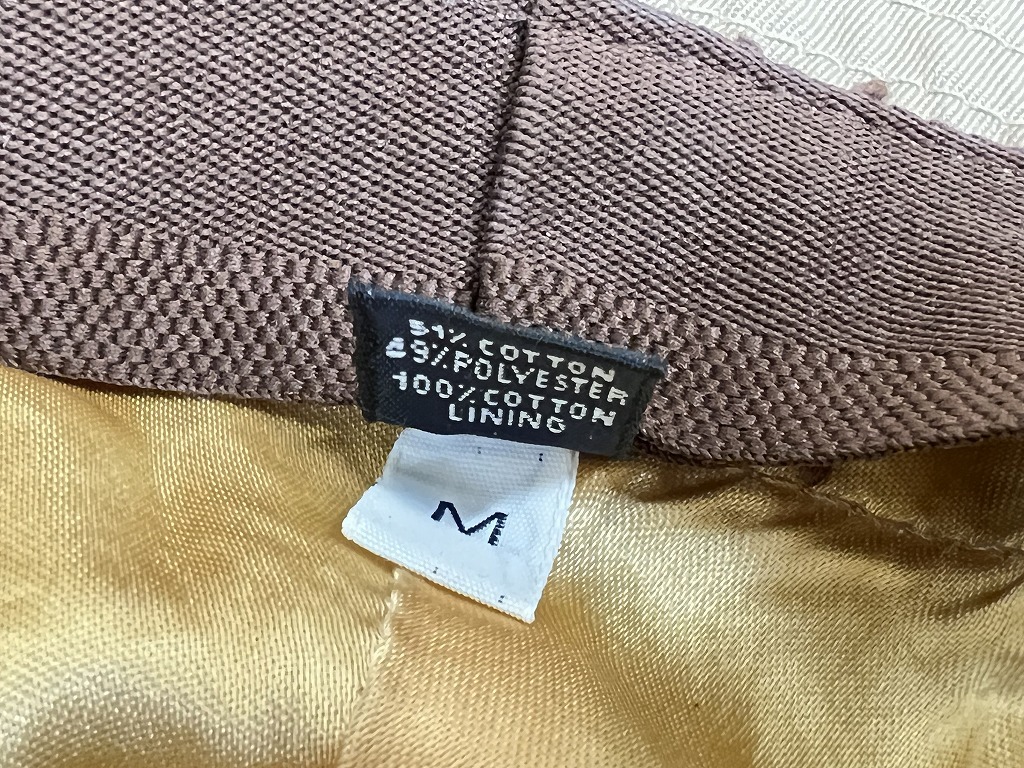 51% COTTON
49% POLYESTER
100% COTTON
LINING
M